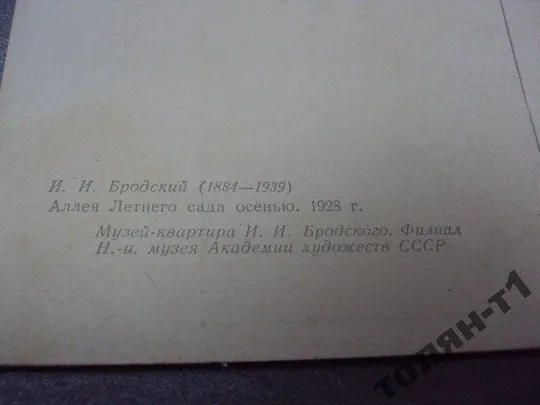 И. И. Бродский (1884—1939)
Аллея Летнего сада осенью. 1928 г.
Музей-квартира И. И. Бродского. Филиал
Н.-и. музея Академии художеств СССР
ТОЛЯН-Т1